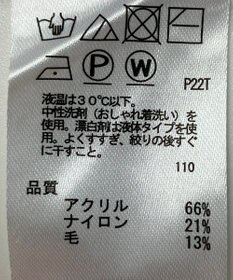 P W
P22T
液温は30℃以下。
中性洗剤(おしゃれ着洗い)を
使用。漂白剤は液体タイプを使
用。よくすすぎ、絞りの後すぐ
に干すこと。
110
品質
アクリル 66%
ナイロン 21%
毛 13%